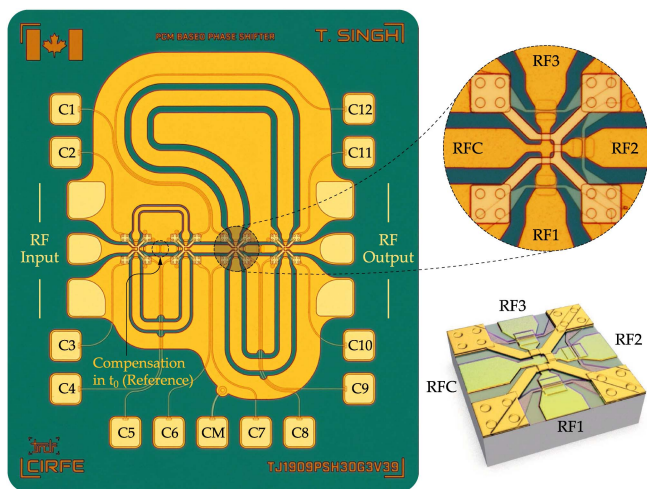 PCM BASED PHASE SHIFTER
T. SINGH
C1
C12
C2
C11
RF
Input
RF
Output
C3
C10
Compensation
in t₀ (Reference)
C4
C9
C5
C6
CM
C7
C8
CIRFE
TJ1909PSH30G3V39
RF3
RFC
RF2
RF1
RF3
RF2
RFC
RF1